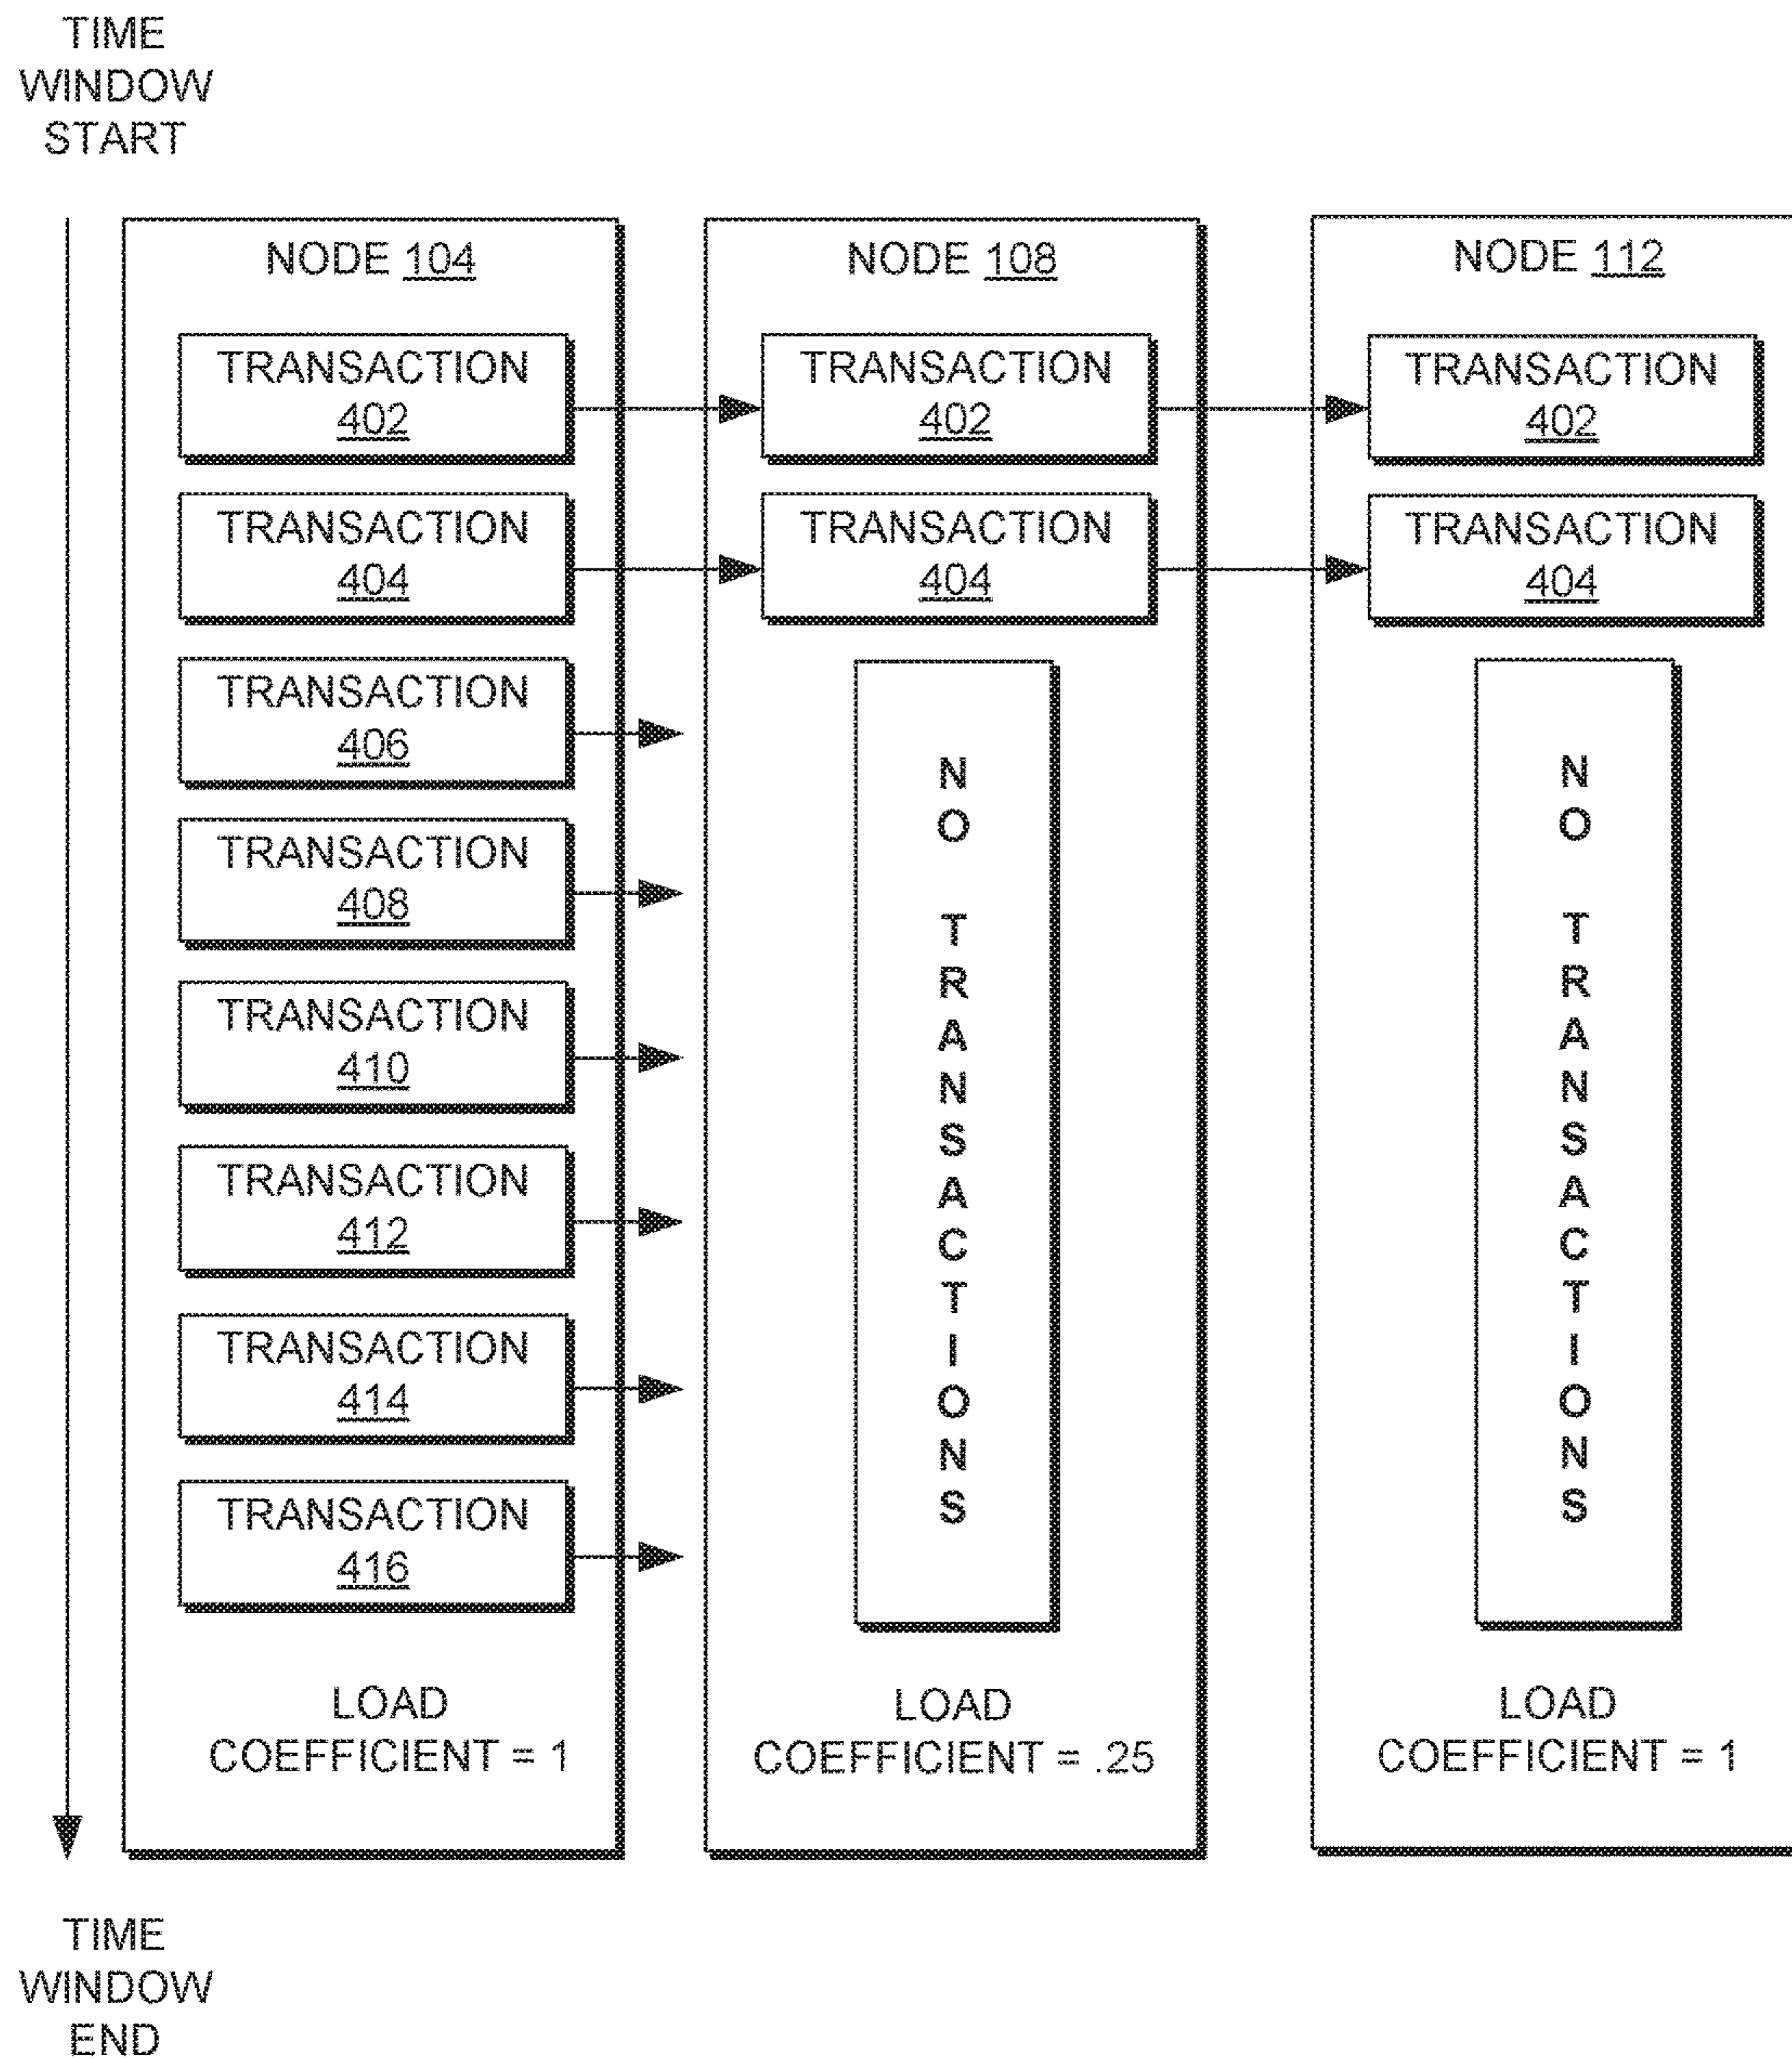 TIME
WINDOW
START
NODE 104
TRANSACTION
402
TRANSACTION
404
TRANSACTION
406
TRANSACTION
408
TRANSACTION
410
TRANSACTION
412
TRANSACTION
414
TRANSACTION
416
LOAD
COEFFICIENT = 1
NODE 108
TRANSACTION
402
TRANSACTION
404
NO TRANSACTIONS
LOAD
COEFFICIENT = .25
NODE 112
TRANSACTION
402
TRANSACTION
404
NO TRANSACTIONS
LOAD
COEFFICIENT = 1
TIME
WINDOW
END